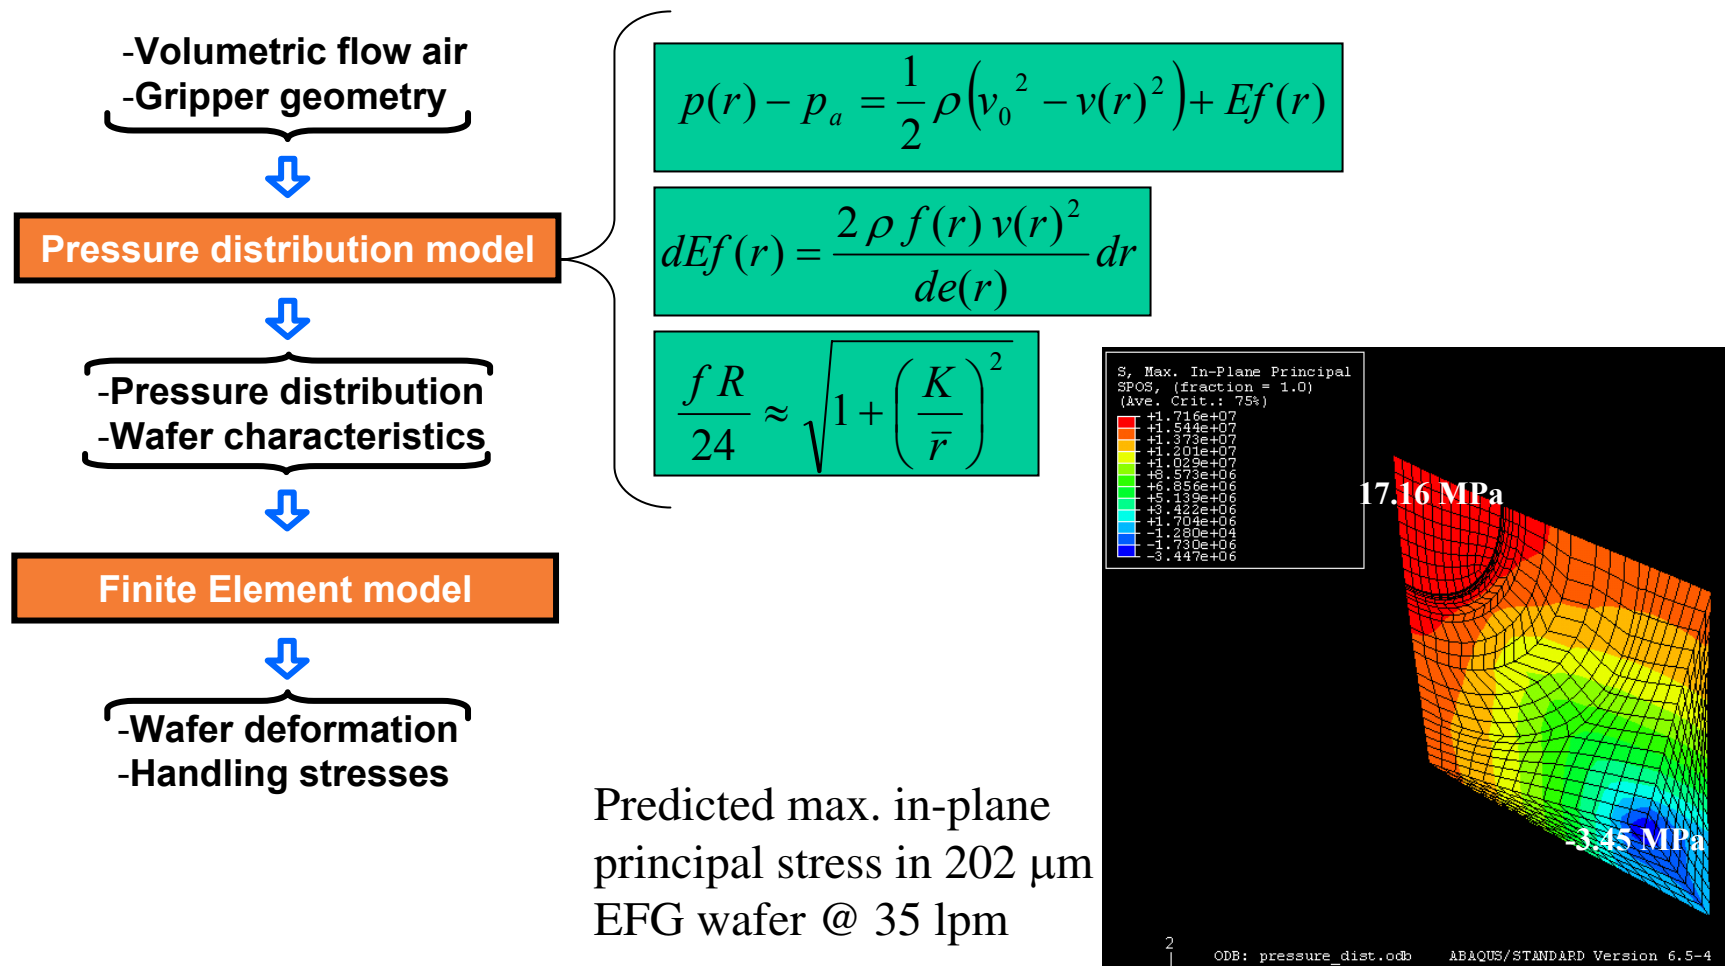 -Volumetric flow air
-Gripper geometry
Pressure distribution model
-Pressure distribution
-Wafer characteristics
Finite Element model
-Wafer deformation
-Handling stresses
p(r) − p_a = 1/2 ρ(v_0^2 − v(r)^2) + Ef(r)
dEf(r) = 2 ρ f(r) v(r)^2 / de(r) dr
f R / 24 ≈ √(1 + (K / r̅)^2)
Predicted max. in-plane
principal stress in 202 μm
EFG wafer @ 35 lpm
S, Max. In-Plane Principal
SPOS, (fraction = 1.0)
(Ave. Crit.: 75%)
+1.716e+07
+1.544e+07
+1.373e+07
+1.201e+07
+1.029e+07
+8.573e+06
+6.856e+06
+5.139e+06
+3.422e+06
+1.704e+06
-1.280e+04
-1.730e+06
-3.447e+06
17.16 MPa
-3.45 MPa
2
ODB: pressure_dist.odb ABAQUS/STANDARD Version 6.5-4